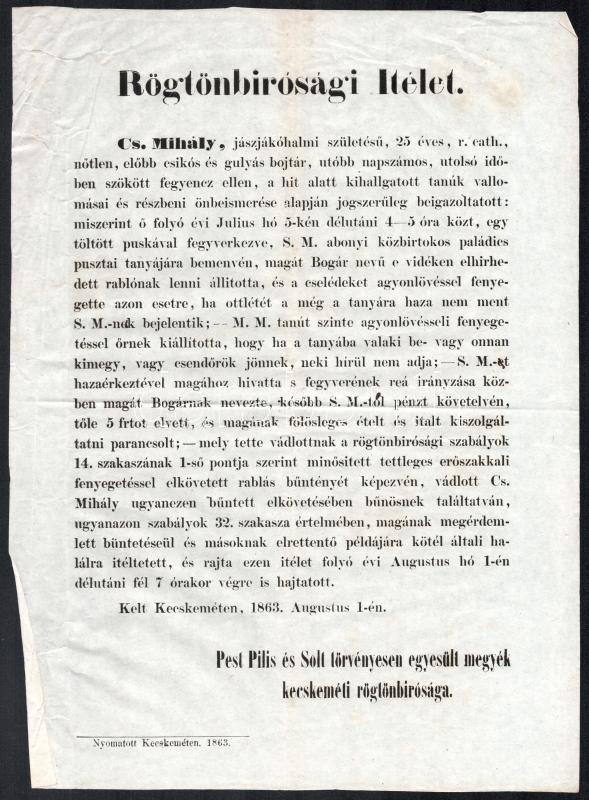 Rögtönbirósági Itélet.
Cs. Mihály, jászjákóhalmi születésű, 25 éves, r. cath.,
nőtlen, előbb csikós és gulyás bojtár, utóbb napszámos, utolsó idő-
ben szökött fegyencz ellen, a hit alatt kihallgatott tanúk vallo-
másai és részbeni önbeismerése alapján jogszerűleg beigazoltatott:
miszerint ő folyó évi Julius hó 5-kén délutáni 4—5 óra közt, egy
töltött puskával fegyverkezve, S. M. abonyi közbirtokos paládics
pusztai tanyájára bemenvén, magát Bogár nevű e vidéken elhirhe-
dett rablónak lenni állitotta, és a cselédeket agyonlövéssel fenye-
gette azon esetre, ha ottlétét a még a tanyára haza nem ment
S. M.-nak bejelentik; — M. M. tanút szinte agyonlövésseli fenyege-
téssel őrnek kiállította, hogy ha a tanyába valaki be- vagy onnan
kimegy, vagy csendőrök jönnek, neki hírül nem adja; — S. M.-et
hazaérkeztével magához hivatta s fegyverének reá irányzása köz-
ben magát Bogárnak nevezte, később S. M.-től pénzt követelvén,
tőle 5 frtot elvett, és magának fölösleges ételt és italt kiszolgál-
tatni parancsolt; — mely tette vádlottnak a rögtönbirósági szabályok
14. szakaszának 1-ső pontja szerint minősitett tettleges erőszakkali
fenyegetéssel elkövetett rablás bűntényét képezvén, vádlott Cs.
Mihály ugyanezen bűntett elkövetésében bűnösnek találtatván,
ugyanazon szabályok 32. szakasza értelmében, magának megérdem-
lett büntetéseül és másoknak elrettentő példájára kötél általi ha-
lálra itéltetett, és rajta ezen itélet folyó évi Augustus hó 1-én
délutáni fél 7 órakor végre is hajtatott.
Kelt Kecskeméten, 1863. Augustus 1-én.
Pest Pilis és Solt törvényesen egyesült megyék
kecskeméti rögtönbirósága.
Nyomatott Kecskeméten, 1863.